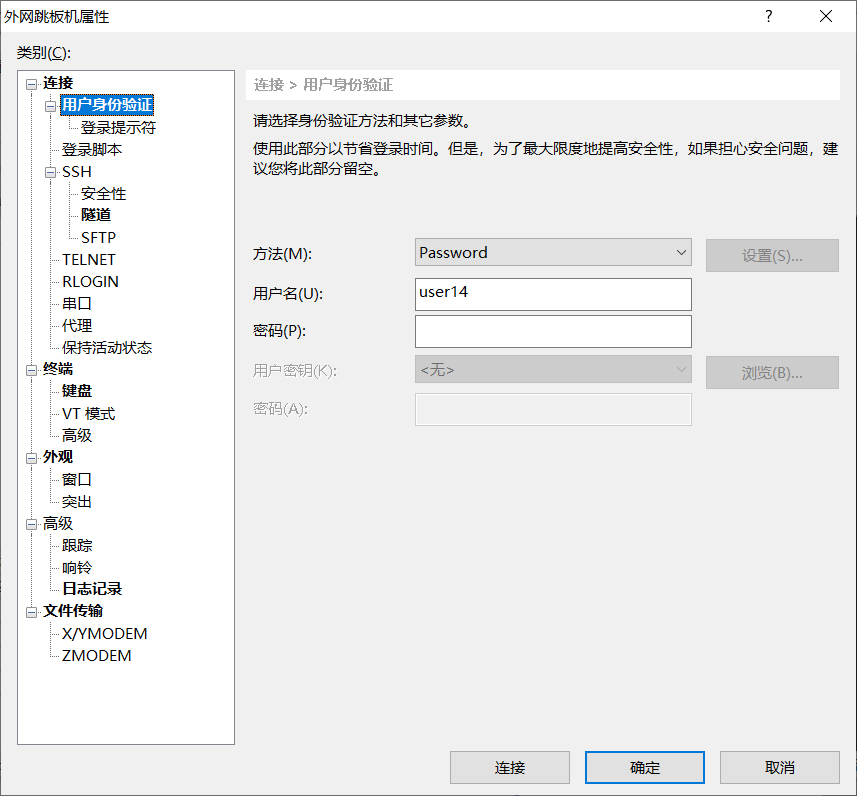 外网跳板机属性
?
类别(C):
连接
用户身份验证
登录提示符
登录脚本
SSH
安全性
隧道
SFTP
TELNET
RLOGIN
串口
代理
保持活动状态
终端
键盘
VT 模式
高级
外观
窗口
突出
高级
跟踪
响铃
日志记录
文件传输
X/YMODEM
ZMODEM
连接 > 用户身份验证
请选择身份验证方法和其它参数。
使用此部分以节省登录时间。但是，为了最大限度地提高安全性，如果担心安全问题，建
议您将此部分留空。
方法(M):
Password
设置(S)...
用户名(U):
user14
密码(P):
用户密钥(K):
<无>
浏览(B)...
密码(A):
连接
确定
取消